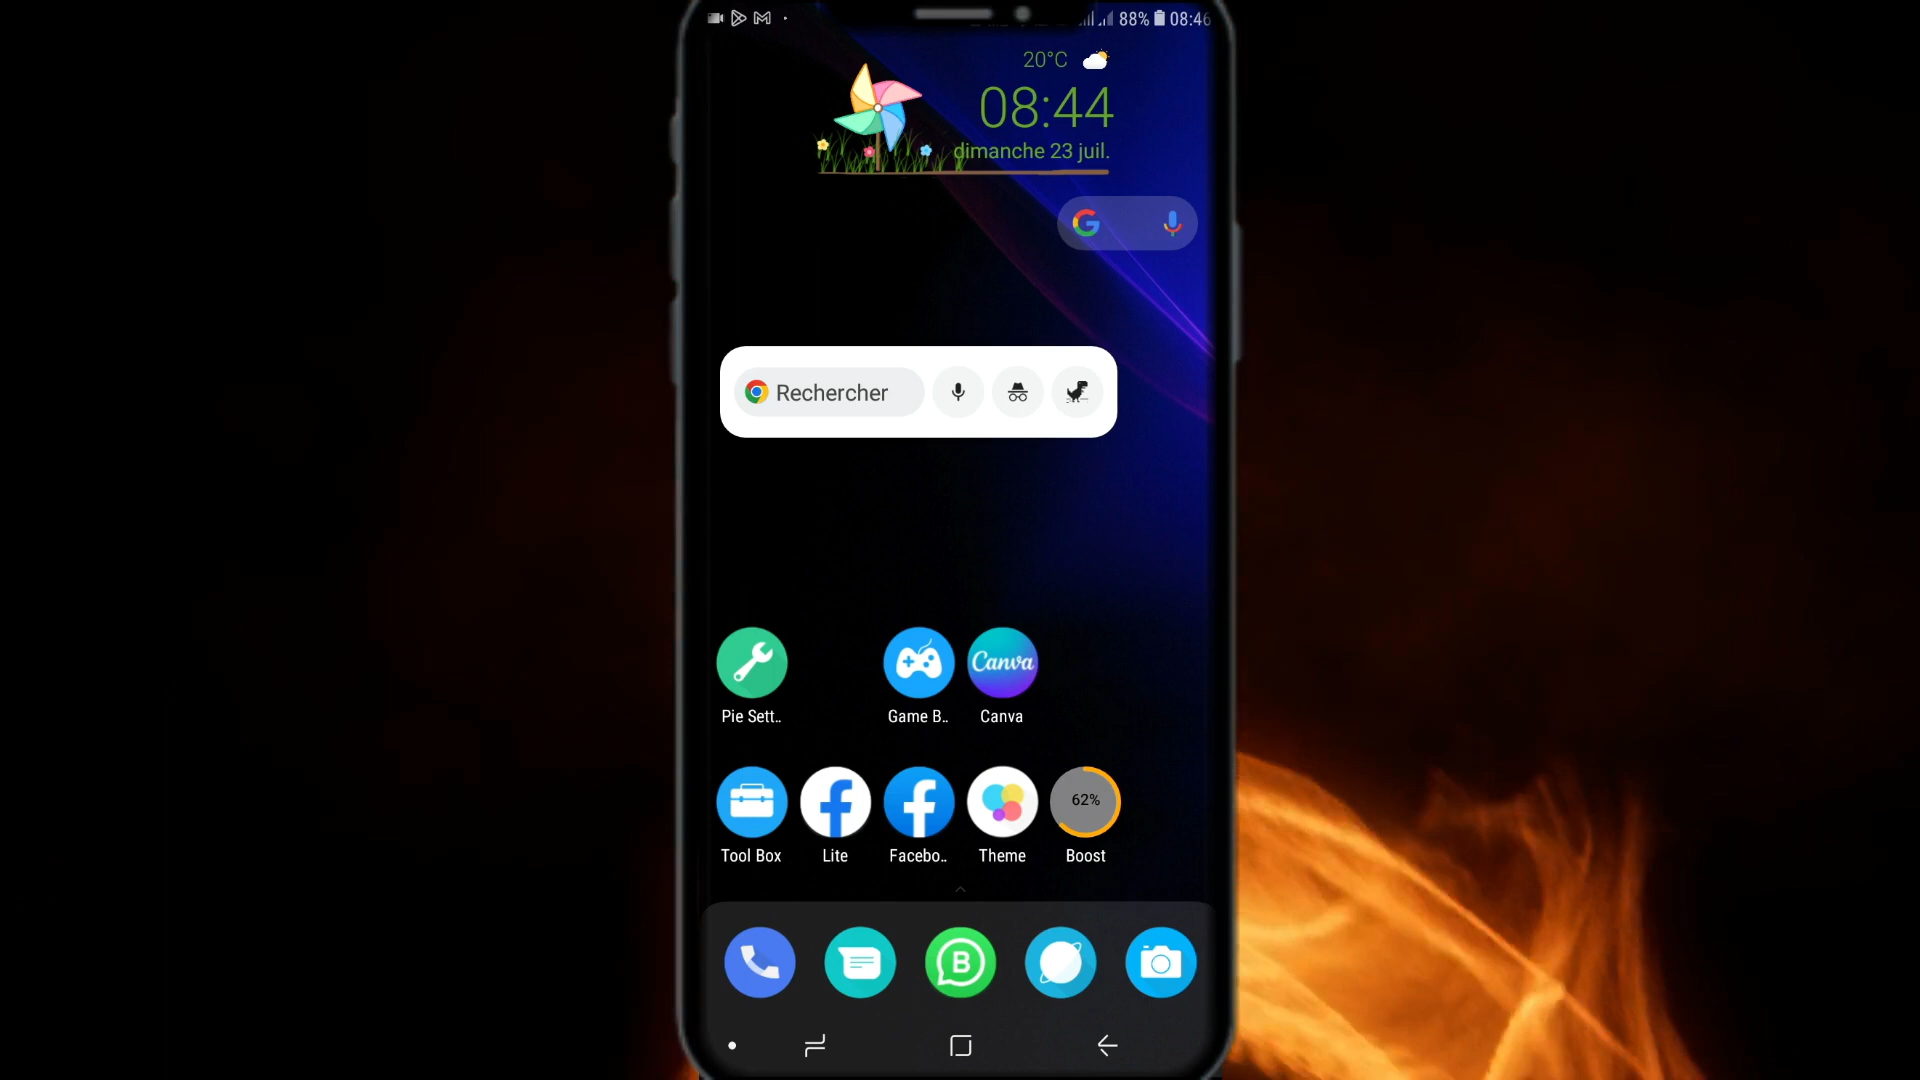 88% 08:46
20°C
08:44
dimanche 23 juil.
Rechercher
Canva
Pie Sett..
Game B..
Canva
62%
Tool Box
Lite
Facebo..
Theme
Boost
B